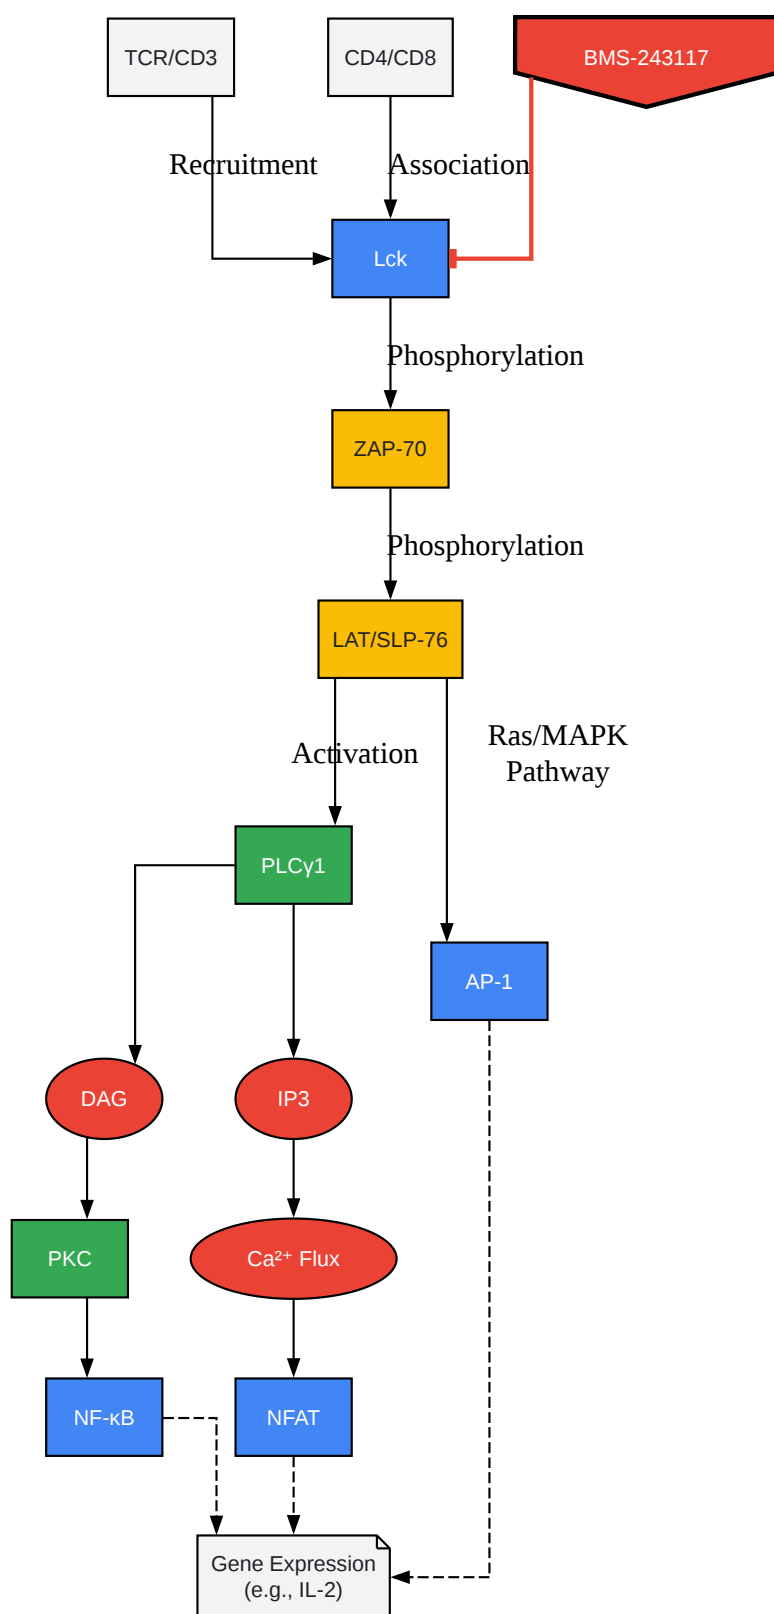 TCR/CD3
CD4/CD8
BMS-243117
Recruitment
Association
Lck
Phosphorylation
ZAP-70
Phosphorylation
LAT/SLP-76
Ras/MAPK
Pathway
Activation
PLCγ1
AP-1
DAG
IP3
PKC
Ca²⁺ Flux
NF-κB
NFAT
Gene Expression
(e.g., IL-2)